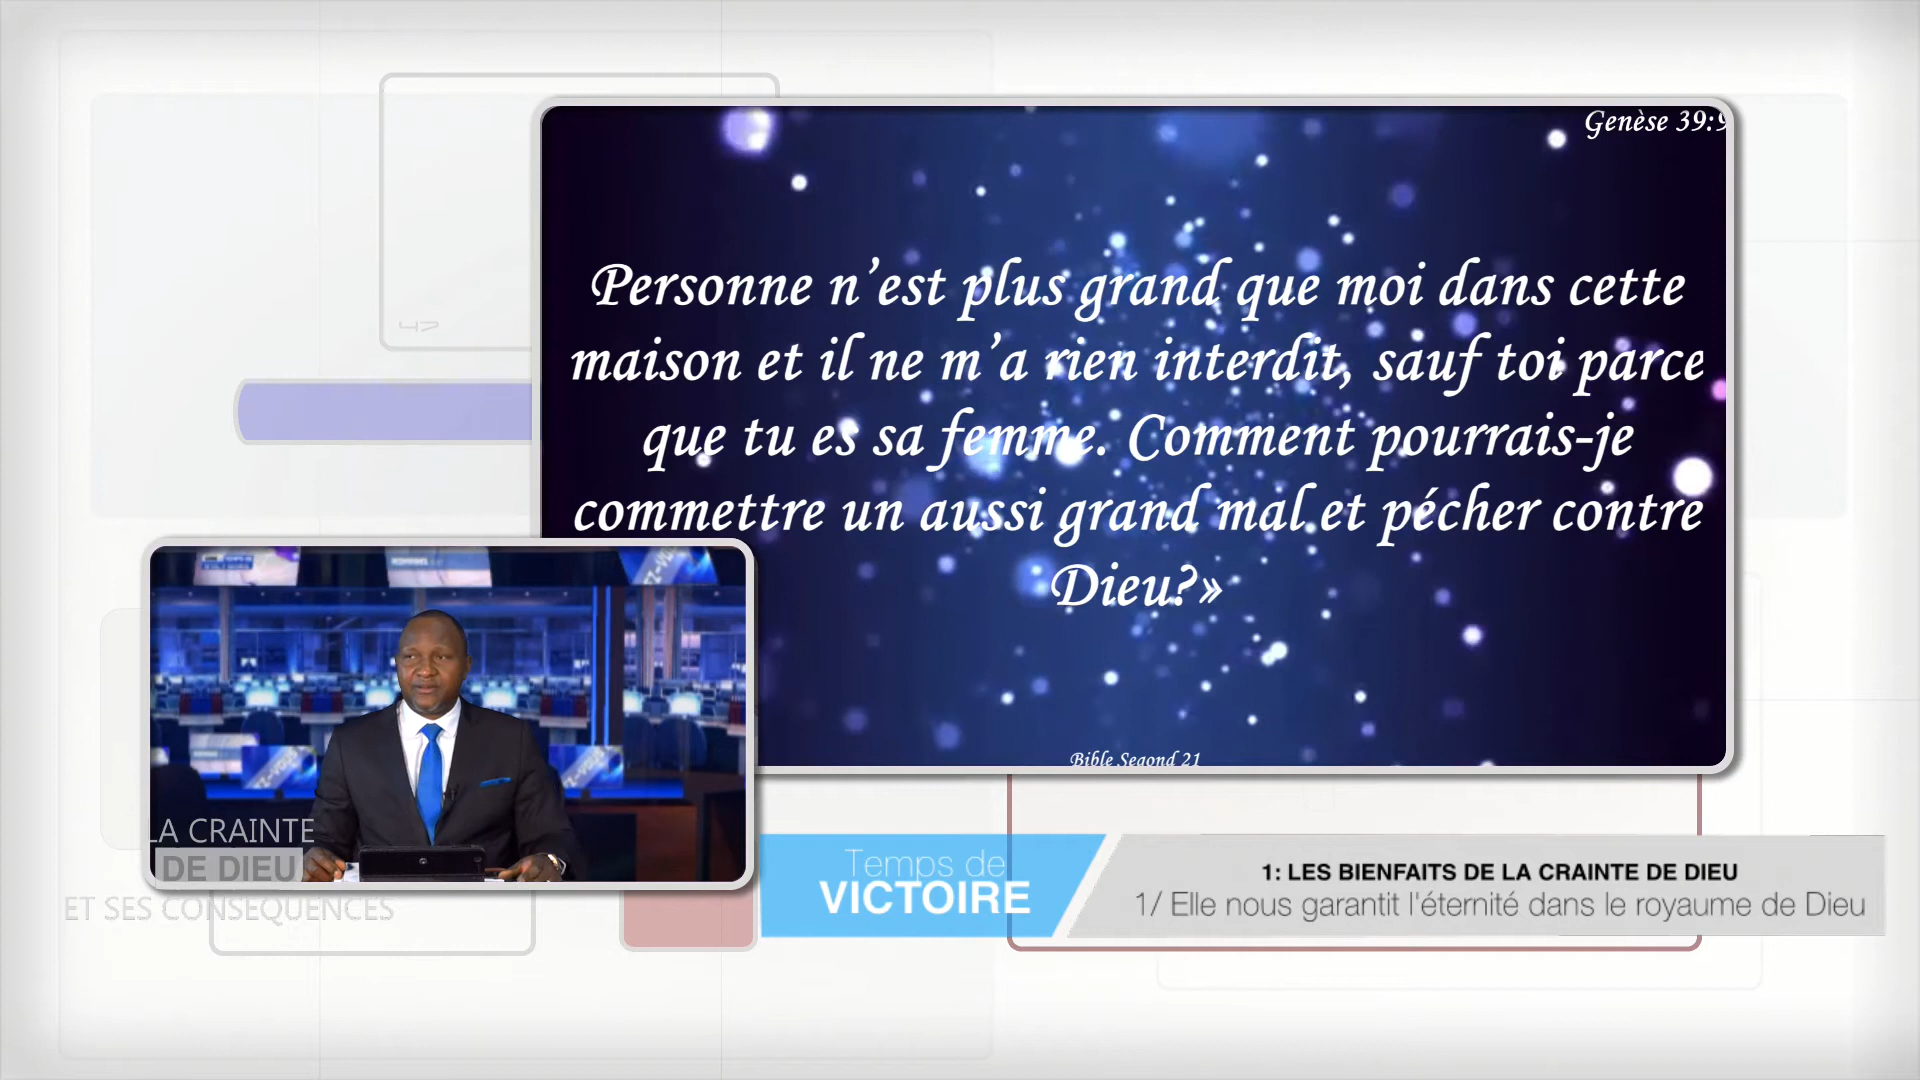 Genèse 39:9
Personne n’est plus grand que moi dans cette
maison et il ne m’a rien interdit, sauf toi parce
que tu es sa femme. Comment pourrais-je
commettre un aussi grand mal et pécher contre
Dieu?»
Bible Segond 21
LA CRAINTE
DE DIEU
ET SES CONSEQUENCES
Temps de
VICTOIRE
1: LES BIENFAITS DE LA CRAINTE DE DIEU
1/ Elle nous garantit l'éternité dans le royaume de Dieu